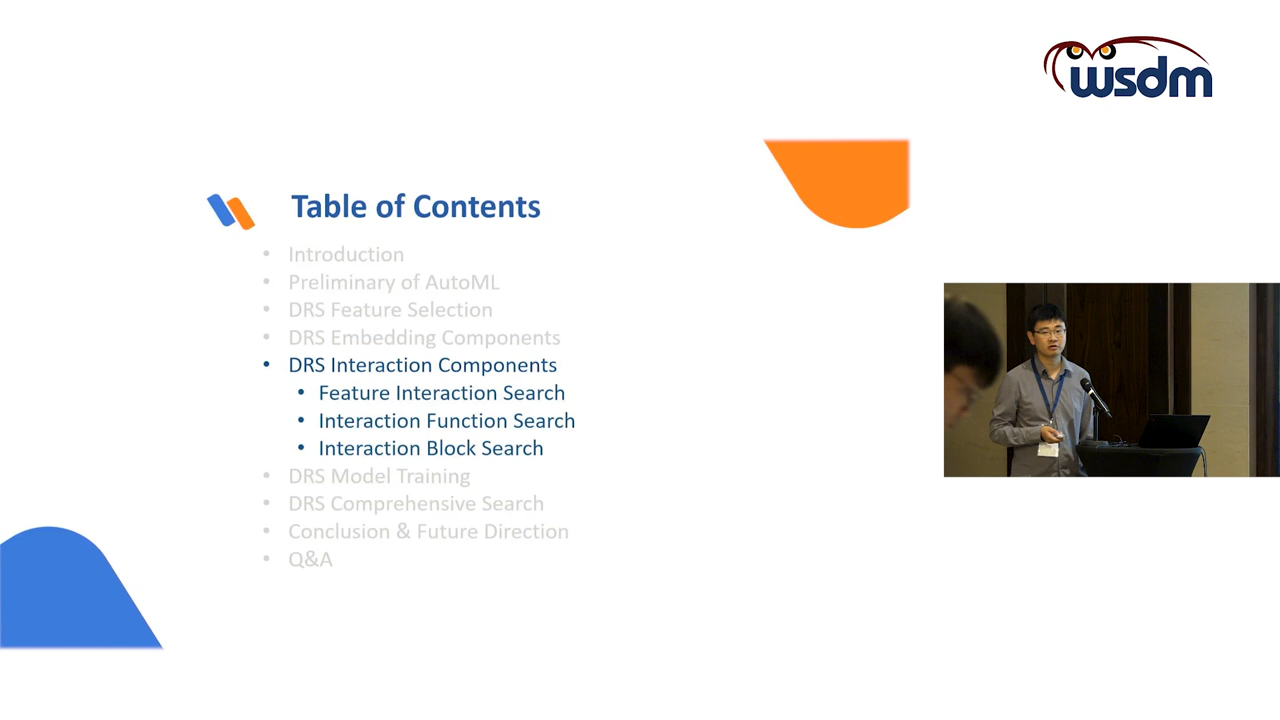 wsdm
Table of Contents
• Introduction
• Preliminary of AutoML
• DRS Feature Selection
• DRS Embedding Components
• DRS Interaction Components
• Feature Interaction Search
• Interaction Function Search
• Interaction Block Search
• DRS Model Training
• DRS Comprehensive Search
• Conclusion & Future Direction
• Q&A